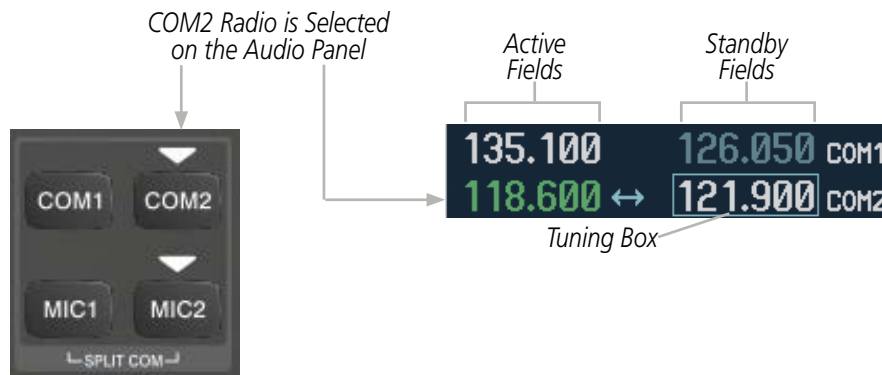 COM2 Radio is Selected
on the Audio Panel
Active
Fields
Standby
Fields
135.100 126.050 COM1
118.600 ↔ 121.900 COM2
Tuning Box
COM1 COM2
MIC1 MIC2
SPLIT COM